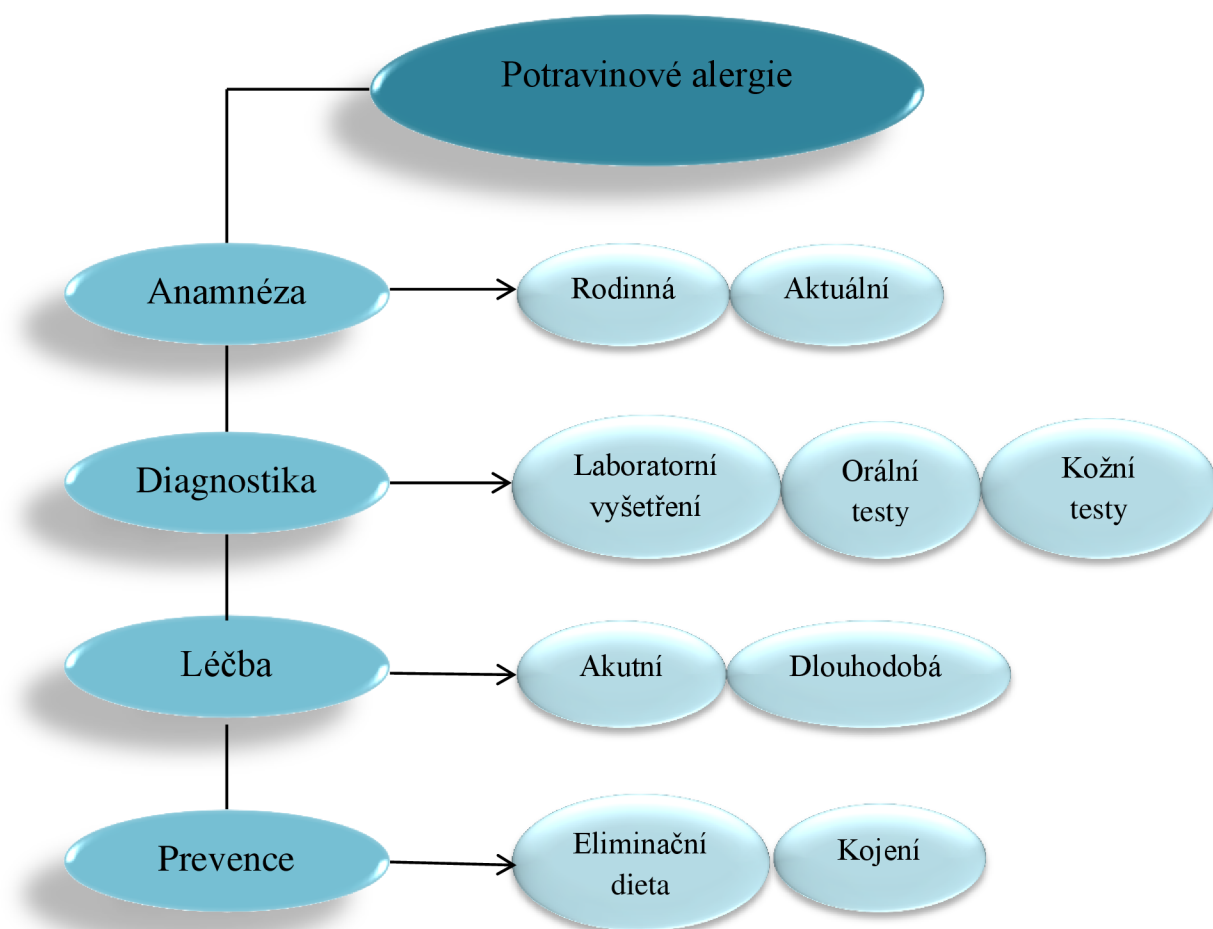 Potravinové alergie
Anamnéza
Rodinná
Aktuální
Diagnostika
Laboratorní
vyšetření
Orální
testy
Kožní
testy
Léčba
Akutní
Dlouhodobá
Prevence
Eliminační
dieta
Kojení